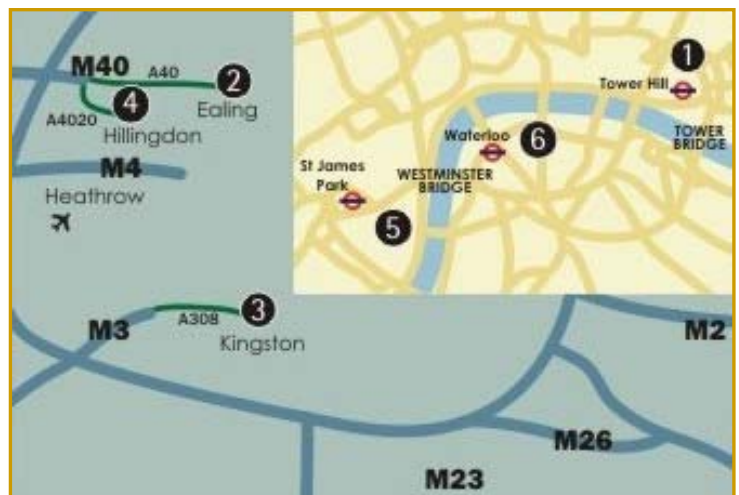 M40
A40
2
Ealing
4
A4020
Hillingdon
M4
Heathrow
1
Tower Hill
TOWER
BRIDGE
Waterloo
6
St James
Park
WESTMINSTER
BRIDGE
5
M3
A308
3
Kingston
M2
M26
M23